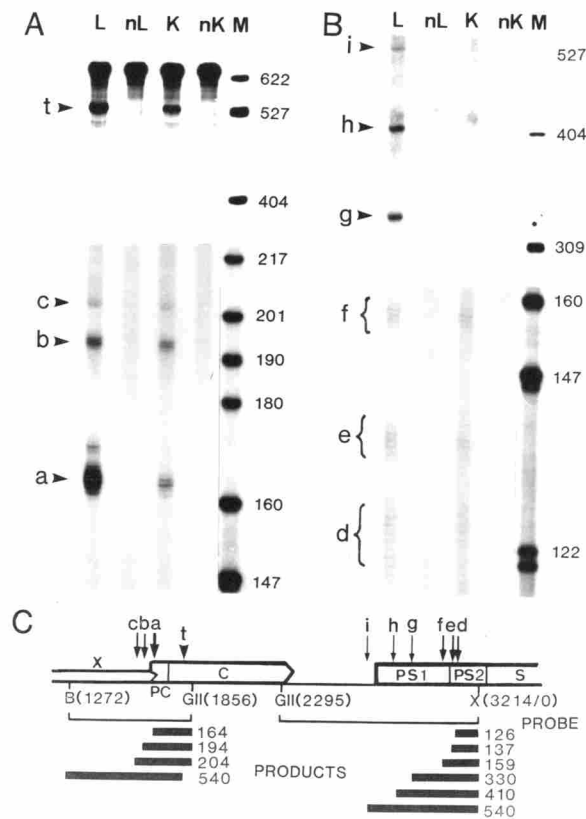 A L nL K nK M
t
622
527
404
217
c
201
b
190
180
a
160
147
B L nL K nK M
i
527
h
404
g
309
f
160
147
e
d
122
C
cba t i h g fed
X C PS1 PS2 S
B(1272) PC GII(1856) GII(2295) X(3214/0)
PROBE
164 126
194 137
204 159
540 PRODUCTS 330
410
540